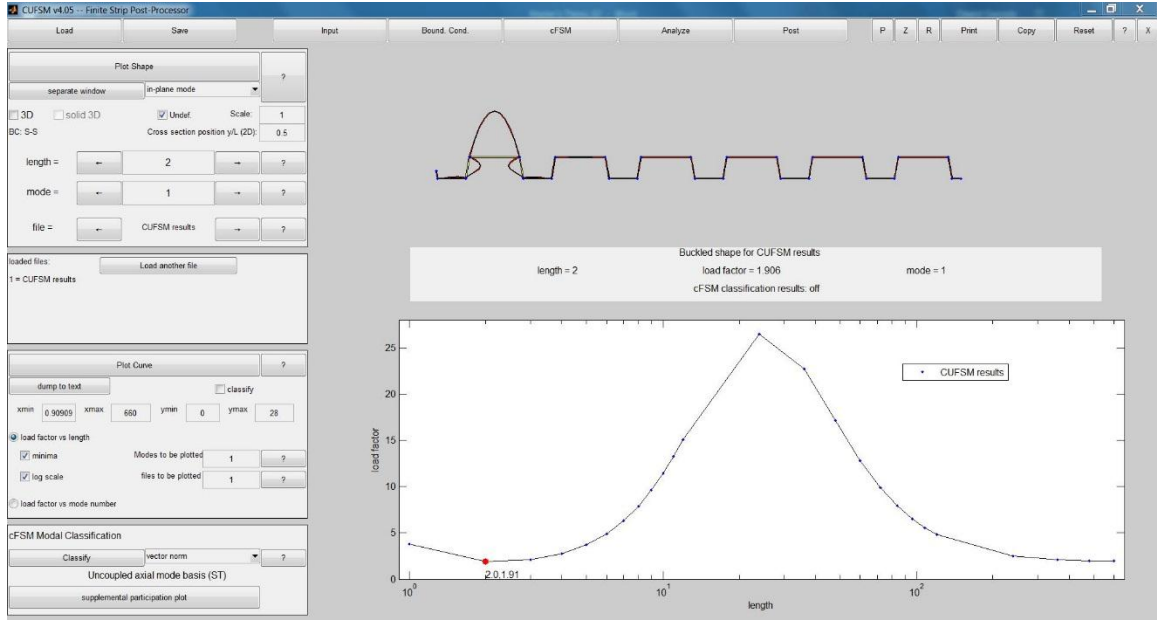 CUFSM v4.05 -- Finite Strip Post-Processor
Load Save Input Bound. Cond. cFSM Analyze Post P Z R Print Copy Reset ? X
Plot Shape ?
separate window in-plane mode
3D solid 3D Undef. Scale: 1
BC: S-S Cross section position y/L (2D): 0.5
length = ← 2 → ?
mode = ← 1 → ?
file = ← CUFSM results → ?
loaded files: Load another file
1 = CUFSM results
Plot Curve ?
dump to text classify
xmin 0.90909 xmax 660 ymin 0 ymax 28
load factor vs length
minima Modes to be plotted 1 ?
log scale files to be plotted 1 ?
load factor vs mode number
cFSM Modal Classification
Classify vector norm ?
Uncoupled axial mode basis (ST)
supplemental participation plot
Buckled shape for CUFSM results
length = 2 load factor = 1.906 mode = 1
cFSM classification results: off
25
20
15
10
5
0
load factor
CUFSM results
2.0,1.91
10⁰ 10¹ 10²
length